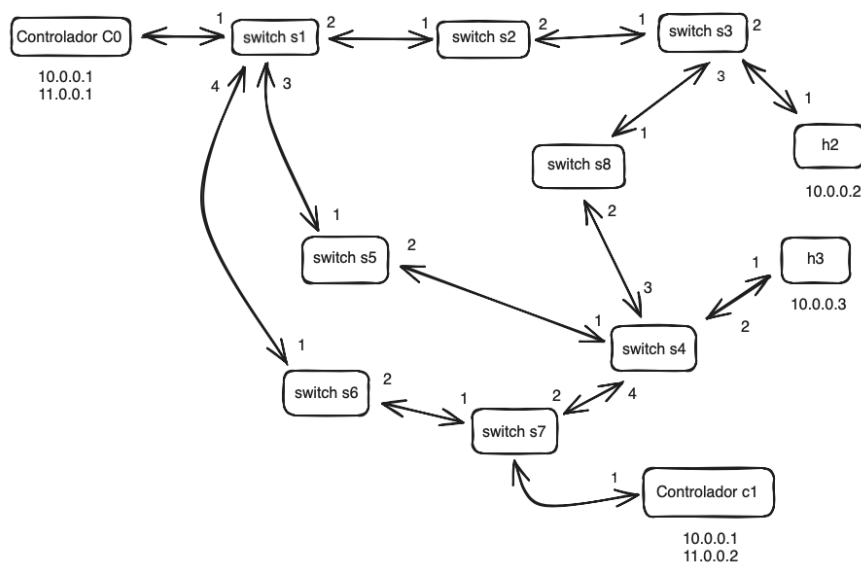 1 2 1 2 1 switch s3 2
Controlador C0 switch s1 switch s2
10.0.0.1
11.0.0.1
4 3 3 1
1 h2
switch s8
10.0.0.2
2
1
switch s5 2 1 h3
3 10.0.0.3
1 2
switch s4
1
switch s6 2 1 2 4
switch s7
1 Controlador c1
10.0.0.1
11.0.0.2